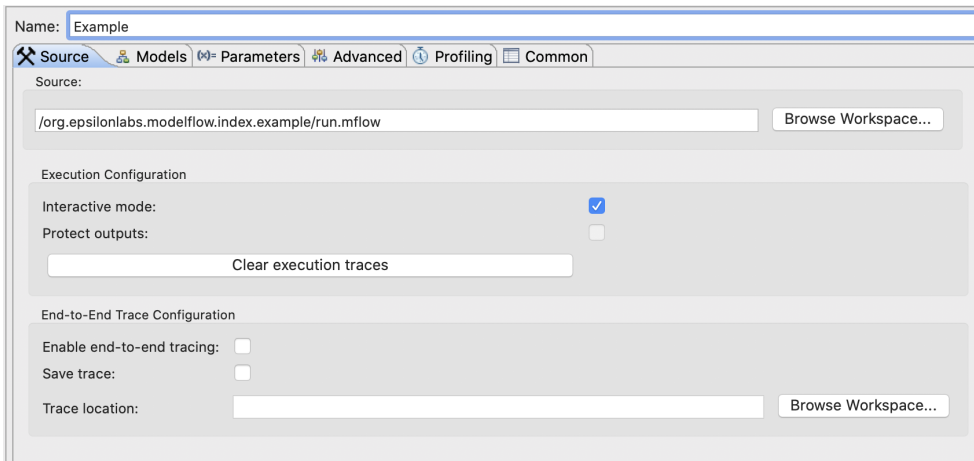 Name: Example
Source Models (x)= Parameters Advanced Profiling Common
Source:
/org.epsilonlabs.modelflow.index.example/run.mflow Browse Workspace...
Execution Configuration
Interactive mode:
Protect outputs:
Clear execution traces
End-to-End Trace Configuration
Enable end-to-end tracing:
Save trace:
Trace location: Browse Workspace...